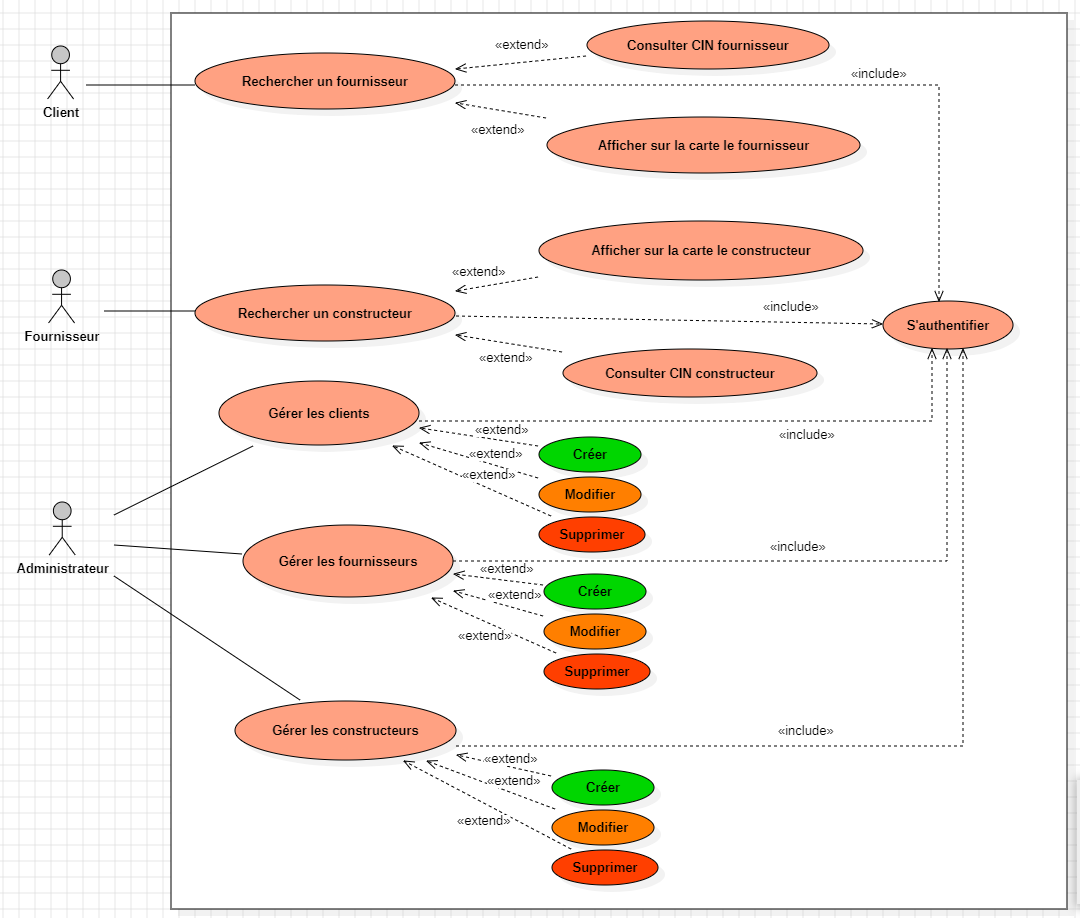 «extend»
Consulter CIN fournisseur
Rechercher un fournisseur
«include»
Client
«extend»
Afficher sur la carte le fournisseur
Afficher sur la carte le constructeur
«extend»
«include»
Rechercher un constructeur
S'authentifier
Fournisseur
«extend»
Consulter CIN constructeur
Gérer les clients
«extend»
«include»
«extend»
Créer
«extend»
Modifier
Supprimer
«include»
Administrateur
Gérer les fournisseurs
«extend»
Créer
«extend»
Modifier
«extend»
Supprimer
Gérer les constructeurs
«include»
«extend»
«extend»
Créer
«extend»
Modifier
Supprimer